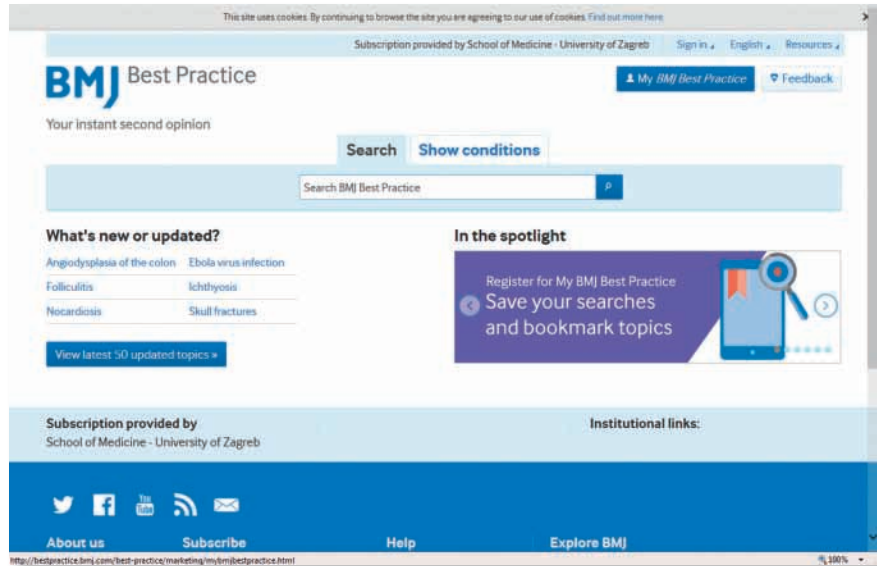 This site uses cookies. By continuing to browse the site you are agreeing to our use of cookies. Find out more here
x
Subscription provided by School of Medicine - University of Zagreb Sign in English Resources
BMJ Best Practice
My BMJ Best Practice Feedback
Your instant second opinion
Search Show conditions
Search BMJ Best Practice
What's new or updated? In the spotlight
Angiodysplasia of the colon Ebola virus infection
Folliculitis Ichthyosis
Nocardiosis Skull fractures
View latest 50 updated topics »
Register for My BMJ Best Practice
Save your searches
and bookmark topics
Subscription provided by Institutional links:
School of Medicine - University of Zagreb
You
Tube
About us Subscribe Help Explore BMJ
http://bestpractice.bmj.com/best-practice/marketing/mybmjbestpractice.html 100%